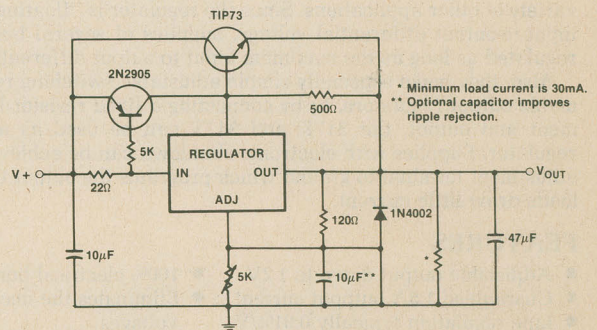 TIP73
2N2905
500Ω
* Minimum load current is 30mA.
** Optional capacitor improves
ripple rejection.
5K
REGULATOR
V+
22Ω
IN
OUT
VOUT
ADJ
120Ω
1N4002
10μF
5K
10μF**
*
47μF